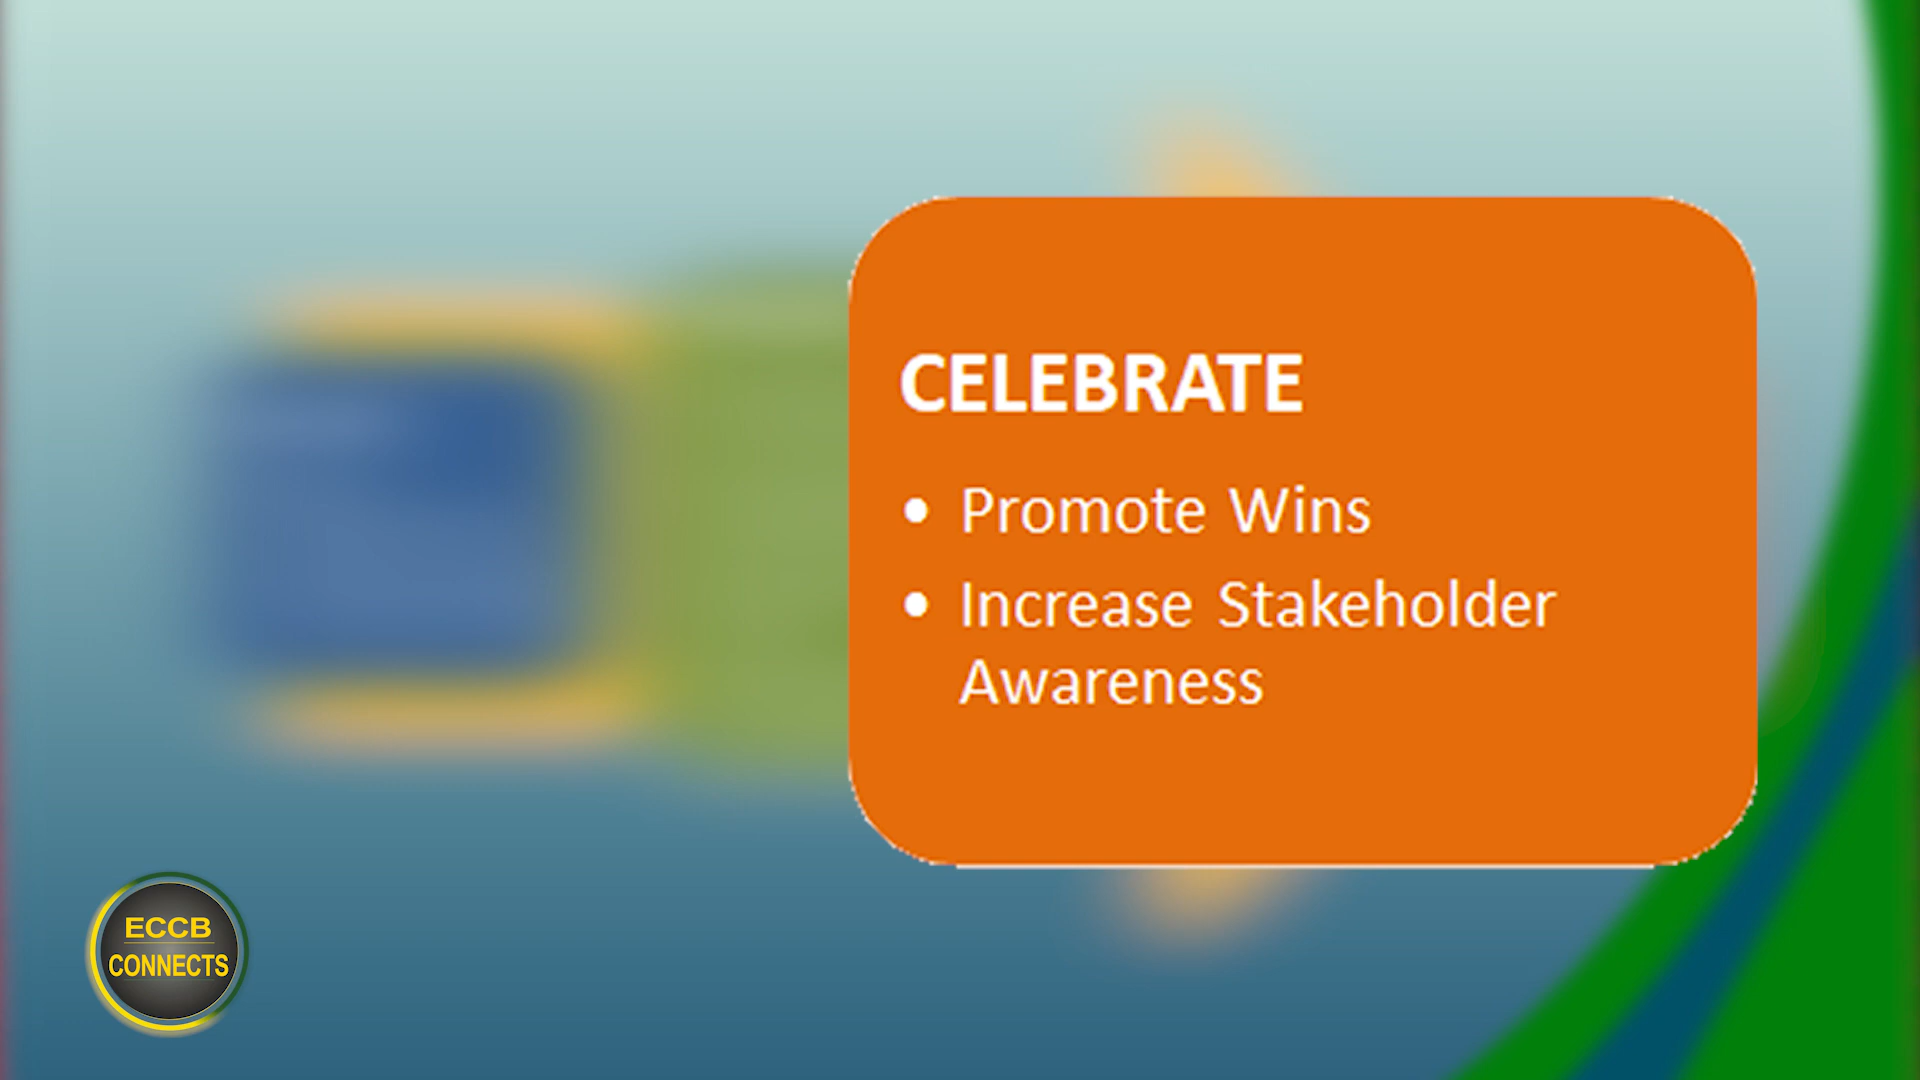 CELEBRATE
• Promote Wins
• Increase Stakeholder
Awareness
ECCB
CONNECTS